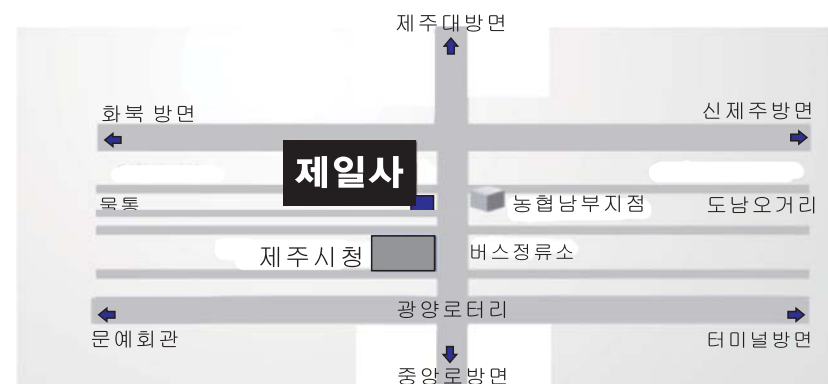 제주대방면
화북 방면
신제주방면
제일사
묵통
농협남부지점
도남오거리
제주시청
버스정류소
광양로터리
문예회관
터미널방면
중앙로방면